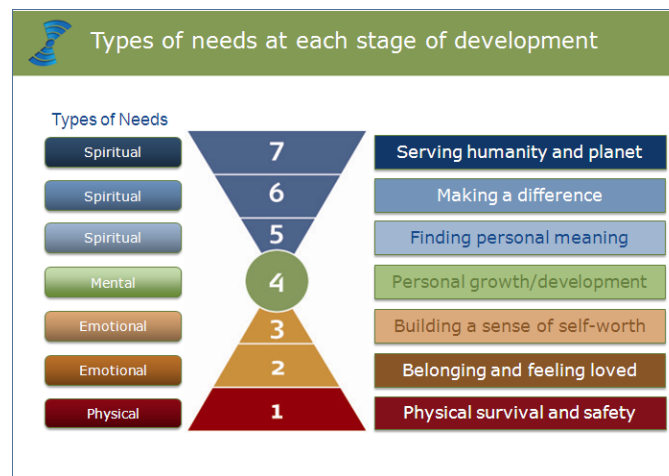 Types of needs at each stage of development
Types of Needs
Spiritual
7
Serving humanity and planet
Spiritual
6
Making a difference
Spiritual
5
Finding personal meaning
Mental
4
Personal growth/development
Emotional
3
Building a sense of self-worth
Emotional
2
Belonging and feeling loved
Physical
1
Physical survival and safety